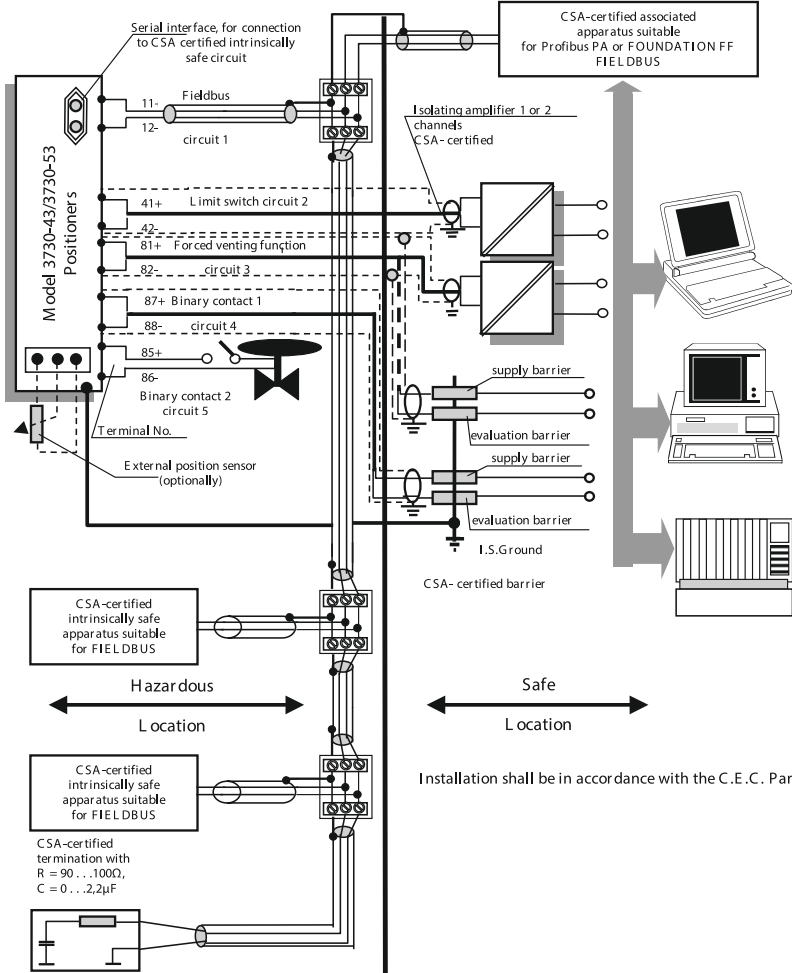 Serial interface, for connection
to CSA certified intrinsically
safe circuit
CSA-certified associated
apparatus suitable
for Profibus PA or FOUNDATION FF
FIELDBUS
Model 3730-43/3730-53
Positioners
11-
12-
Fieldbus
circuit 1
Isolating amplifier 1 or 2
channels
CSA-certified
41+ Limit switch circuit 2
42-
81+ Forced venting function
82- circuit 3
87+ Binary contact 1
88- circuit 4
85+
86-
Binary contact 2
circuit 5
Terminal No.
External position sensor
(optionally)
supply barrier
evaluation barrier
supply barrier
evaluation barrier
I.S.Ground
CSA- certified barrier
CSA-certified
intrinsically safe
apparatus suitable
for FIELDBUS
Hazardous
Location
Safe
Location
CSA-certified
intrinsically safe
apparatus suitable
for FIELDBUS
Installation shall be in accordance with the C.E.C. Par
CSA-certified
termination with
R = 90 . . .100Ω,
C = 0 . . .2,2µF